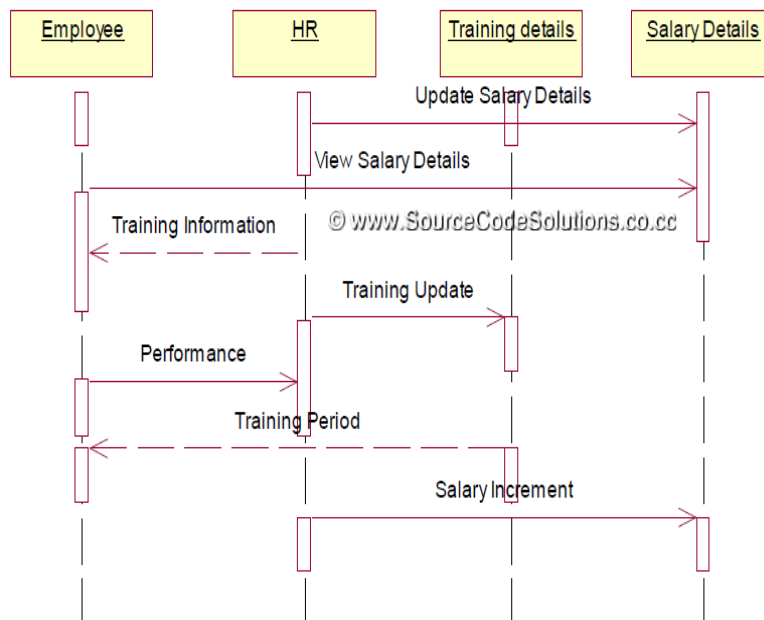 Employee
HR
Training details
Salary Details
Update Salary Details
View Salary Details
© www.SourceCodeSolutions.co.cc
Training Information
Training Update
Performance
Training Period
Salary Increment